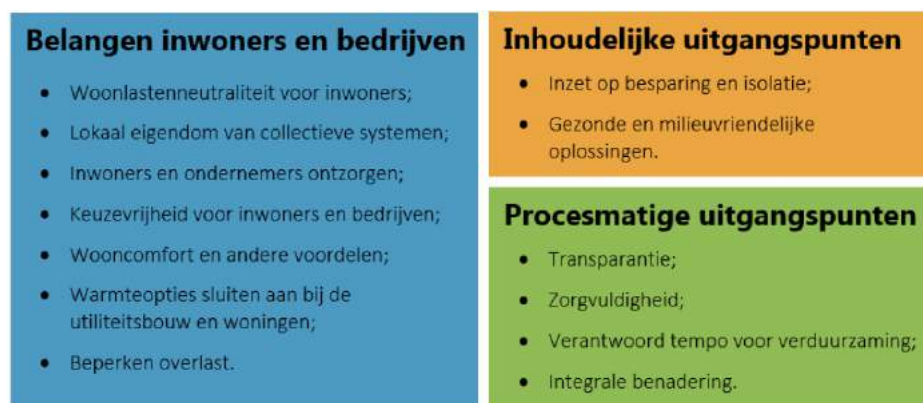 Belangen inwoners en bedrijven
• Woonlastenneutraliteit voor inwoners;
• Lokaal eigendom van collectieve systemen;
• Inwoners en ondernemers ontzorgen;
• Keuzevrijheid voor inwoners en bedrijven;
• Wooncomfort en andere voordelen;
• Warmteopties sluiten aan bij de
utiliteitsbouw en woningen;
• Beperken overlast.
Inhoudelijke uitgangspunten
• Inzet op besparing en isolatie;
• Gezonde en milieuvriendelijke
oplossingen.
Procesmatige uitgangspunten
• Transparantie;
• Zorgvuldigheid;
• Verantwoord tempo voor verduurzaming;
• Integrale benadering.